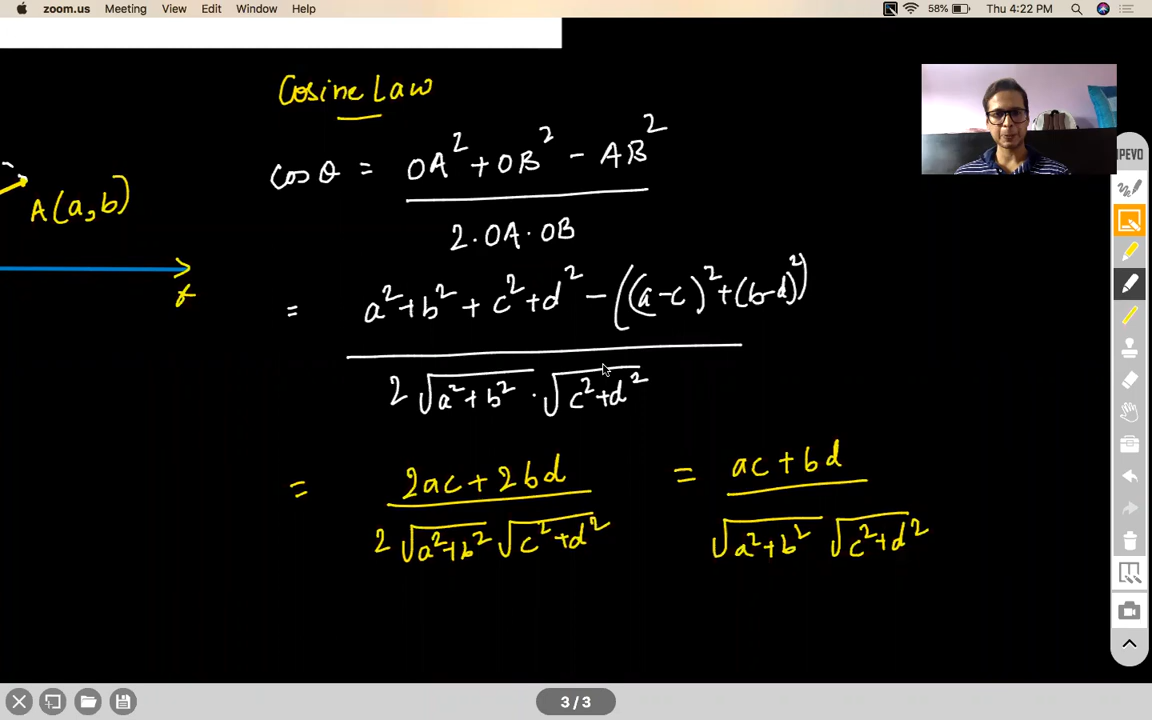 zoom.us Meeting View Edit Window Help 58% Thu 4:22 PM
Cosine Law
cos θ = (OA² + OB² − AB²) / (2·OA·OB)
A(a,b)
= (a²+b² + c²+d² − ((a−c)²+(b−d)²)) / (2√(a²+b²) · √(c²+d²))
= (2ac + 2bd) / (2√(a²+b²) √(c²+d²)) = (ac + bd) / (√(a²+b²) √(c²+d²))
IPEVO
3/3